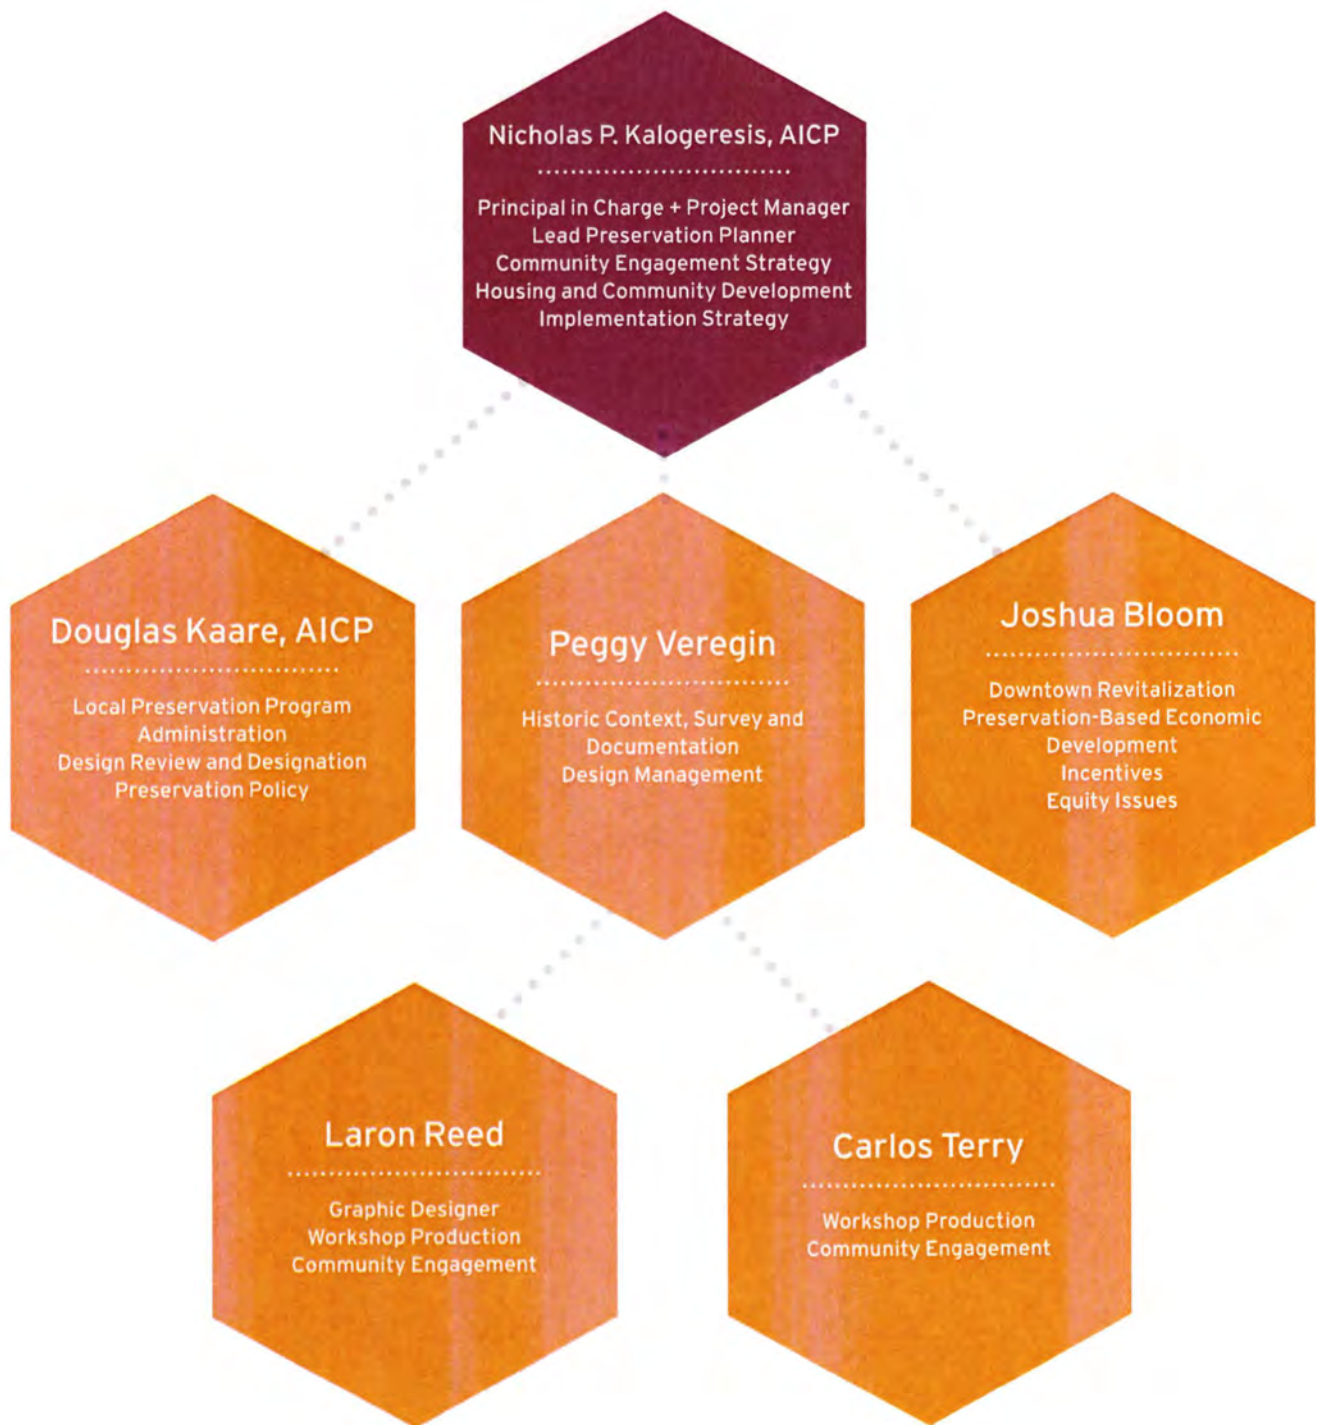 Nicholas P. Kalogeresis, AICP
Principal in Charge + Project Manager
Lead Preservation Planner
Community Engagement Strategy
Housing and Community Development
Implementation Strategy
Douglas Kaare, AICP
Local Preservation Program
Administration
Design Review and Designation
Preservation Policy
Peggy Veregin
Historic Context, Survey and
Documentation
Design Management
Joshua Bloom
Downtown Revitalization
Preservation-Based Economic
Development
Incentives
Equity Issues
Laron Reed
Graphic Designer
Workshop Production
Community Engagement
Carlos Terry
Workshop Production
Community Engagement